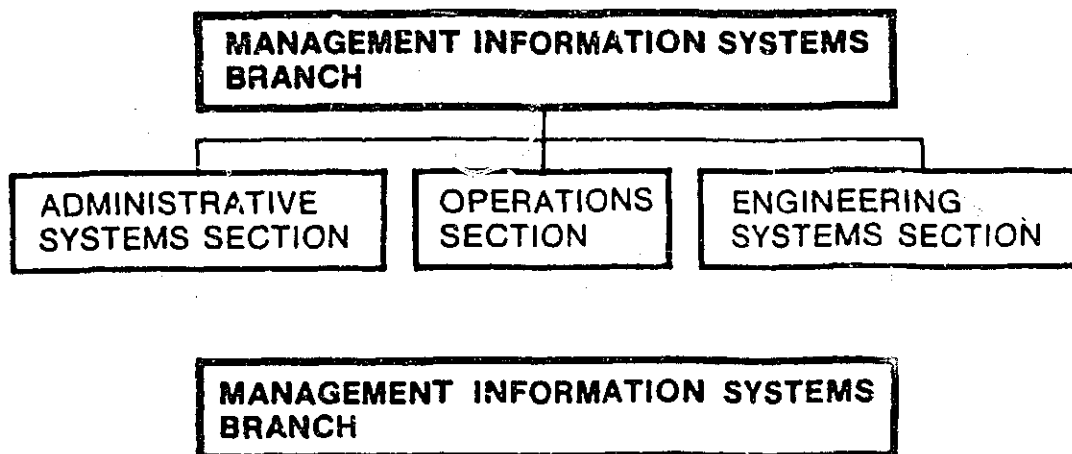 MANAGEMENT INFORMATION SYSTEMS
BRANCH
ADMINISTRATIVE
SYSTEMS SECTION
OPERATIONS
SECTION
ENGINEERING
SYSTEMS SECTION
MANAGEMENT INFORMATION SYSTEMS
BRANCH